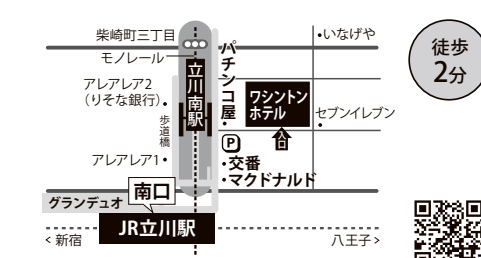 柴崎町三丁目
モノレール
アレアレア2
（りそな銀行）
歩道橋
アレアレア1
立川南駅
パチンコ屋
いなげや
ワシントン
ホテル
セブンイレブン
入口
P
交番
マクドナルド
グランデュオ
南口
JR立川駅
<新宿
八王子>
徒歩
2分